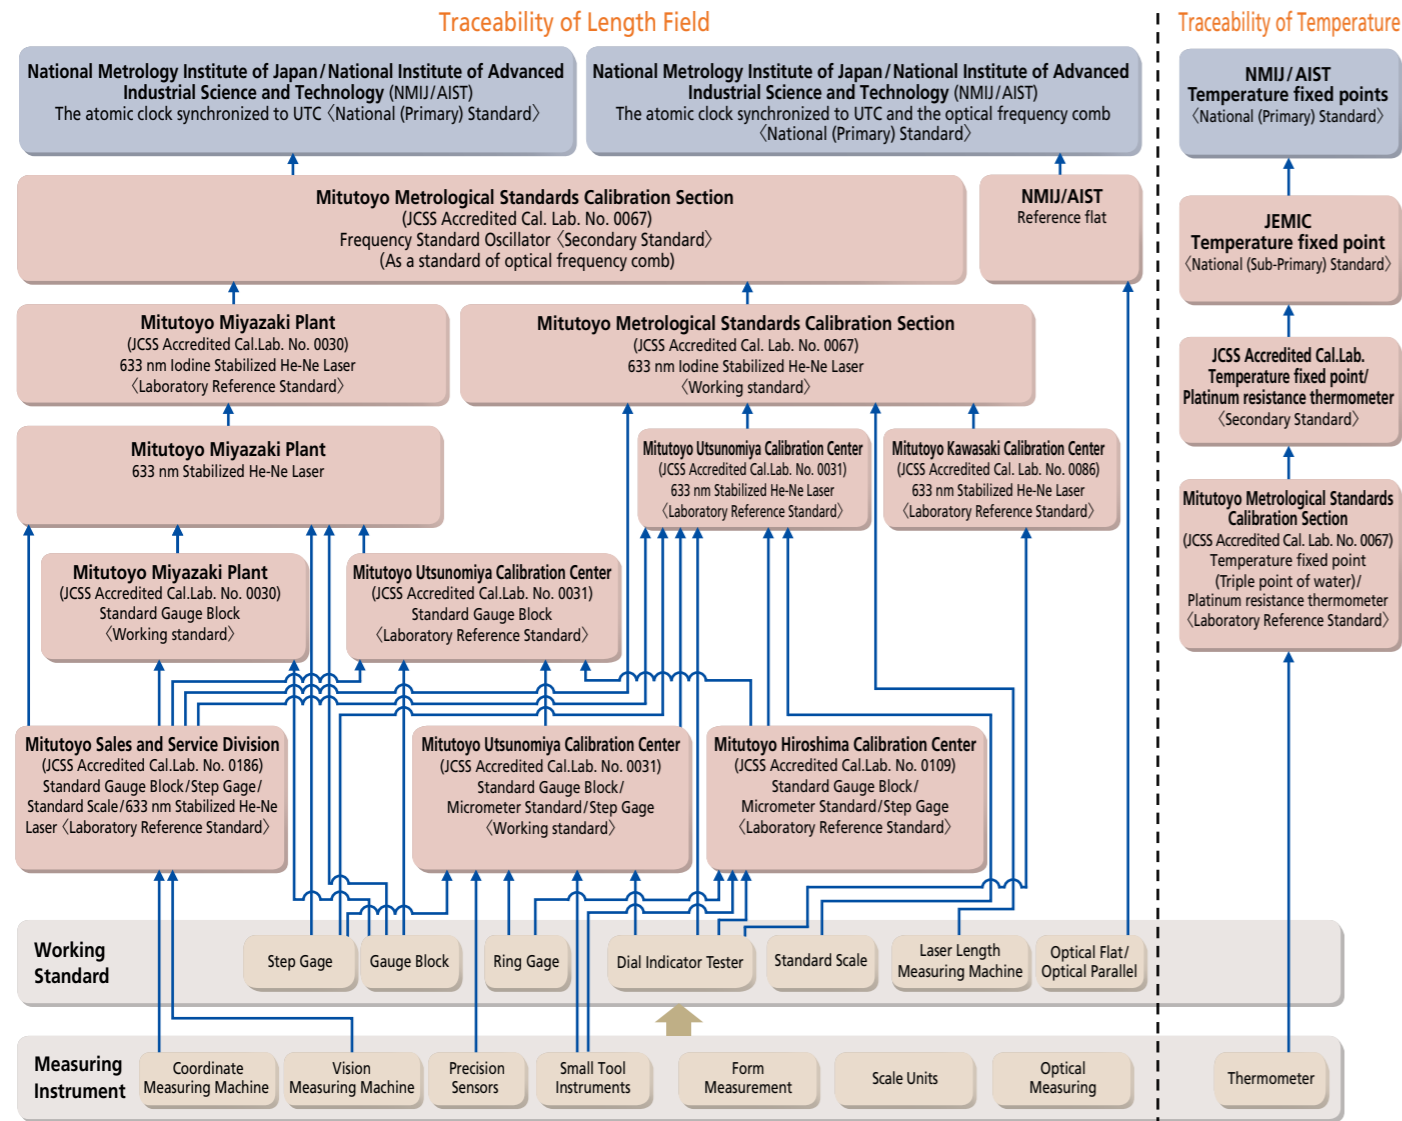 Traceability of Length Field
Traceability of Temperature
National Metrology Institute of Japan/National Institute of Advanced
Industrial Science and Technology (NMIJ/AIST)
The atomic clock synchronized to UTC〈National (Primary) Standard〉
National Metrology Institute of Japan/National Institute of Advanced
Industrial Science and Technology (NMIJ/AIST)
The atomic clock synchronized to UTC and the optical frequency comb
〈National (Primary) Standard〉
NMIJ/AIST
Temperature fixed points
〈National (Primary) Standard〉
Mitutoyo Metrological Standards Calibration Section
(JCSS Accredited Cal. Lab. No. 0067)
Frequency Standard Oscillator〈Secondary Standard〉
(As a standard of optical frequency comb)
NMIJ/AIST
Reference flat
JEMIC
Temperature fixed point
〈National (Sub-Primary) Standard〉
Mitutoyo Miyazaki Plant
(JCSS Accredited Cal.Lab. No. 0030)
633 nm Iodine Stabilized He-Ne Laser
〈Laboratory Reference Standard〉
Mitutoyo Metrological Standards Calibration Section
(JCSS Accredited Cal. Lab. No. 0067)
633 nm Iodine Stabilized He-Ne Laser
〈Working standard〉
JCSS Accredited Cal.Lab.
Temperature fixed point/
Platinum resistance thermometer
〈Secondary Standard〉
Mitutoyo Miyazaki Plant
633 nm Stabilized He-Ne Laser
Mitutoyo Utsunomiya Calibration Center
(JCSS Accredited Cal.Lab. No. 0031)
633 nm Stabilized He-Ne Laser
〈Laboratory Reference Standard〉
Mitutoyo Kawasaki Calibration Center
(JCSS Accredited Cal. Lab. No. 0086)
633 nm Stabilized He-Ne Laser
〈Laboratory Reference Standard〉
Mitutoyo Metrological Standards
Calibration Section
(JCSS Accredited Cal. Lab. No. 0067)
Temperature fixed point
(Triple point of water)/
Platinum resistance thermometer
〈Laboratory Reference Standard〉
Mitutoyo Miyazaki Plant
(JCSS Accredited Cal.Lab. No. 0030)
Standard Gauge Block
〈Working standard〉
Mitutoyo Utsunomiya Calibration Center
(JCSS Accredited Cal.Lab. No. 0031)
Standard Gauge Block
〈Laboratory Reference Standard〉
Mitutoyo Sales and Service Division
(JCSS Accredited Cal.Lab. No. 0186)
Standard Gauge Block/Step Gage/
Standard Scale/633 nm Stabilized He-Ne
Laser〈Laboratory Reference Standard〉
Mitutoyo Utsunomiya Calibration Center
(JCSS Accredited Cal.Lab. No. 0031)
Standard Gauge Block/
Micrometer Standard/Step Gage
〈Working standard〉
Mitutoyo Hiroshima Calibration Center
(JCSS Accredited Cal.Lab. No. 0109)
Standard Gauge Block/
Micrometer Standard/Step Gage
〈Laboratory Reference Standard〉
Working
Standard
Step Gage
Gauge Block
Ring Gage
Dial Indicator Tester
Standard Scale
Laser Length
Measuring Machine
Optical Flat/
Optical Parallel
Measuring
Instrument
Coordinate
Measuring Machine
Vision
Measuring Machine
Precision
Sensors
Small Tool
Instruments
Form
Measurement
Scale Units
Optical
Measuring
Thermometer